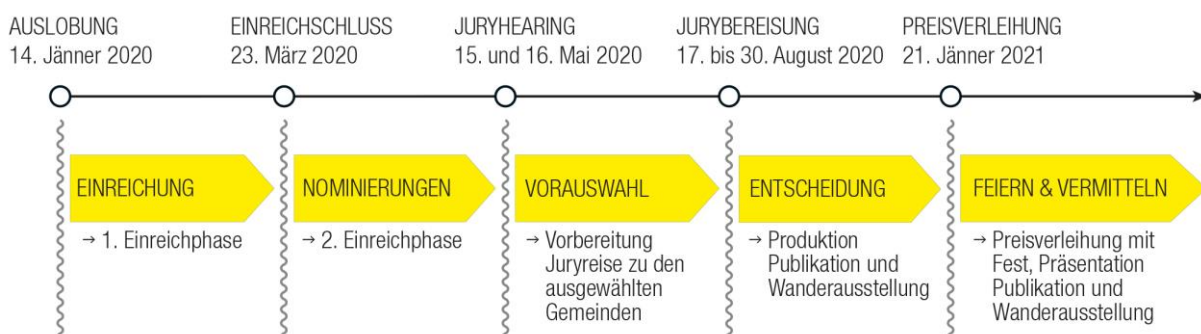 AUSLOBUNG
14. Jänner 2020
EINREICHSCHLUSS
23. März 2020
JURYHEARING
15. und 16. Mai 2020
JURYBEREISUNG
17. bis 30. August 2020
PREISVERLEIHUNG
21. Jänner 2021
EINREICHUNG
→ 1. Einreichphase
NOMINIERUNGEN
→ 2. Einreichphase
VORAUSWAHL
→ Vorbereitung
Juryreise zu den
ausgewählten
Gemeinden
ENTSCHEIDUNG
→ Produktion
Publikation und
Wanderausstellung
FEIERN & VERMITTELN
→ Preisverleihung mit
Fest, Präsentation
Publikation und
Wanderausstellung